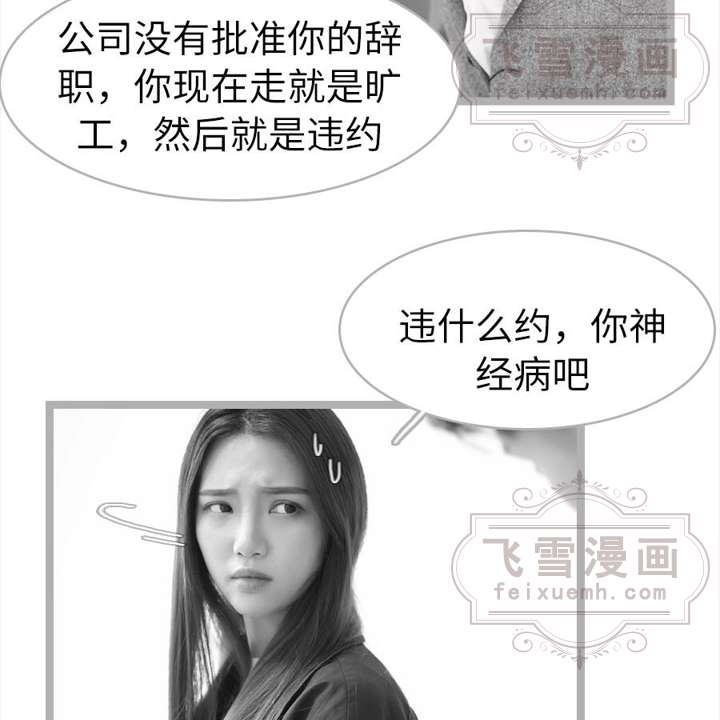 公司没有批准你的辞
职，你现在走就是旷
工，然后就是违约
飞雪漫画
feixuemh.com
违什么约，你神
经病吧
飞雪漫画
feixuemh.com